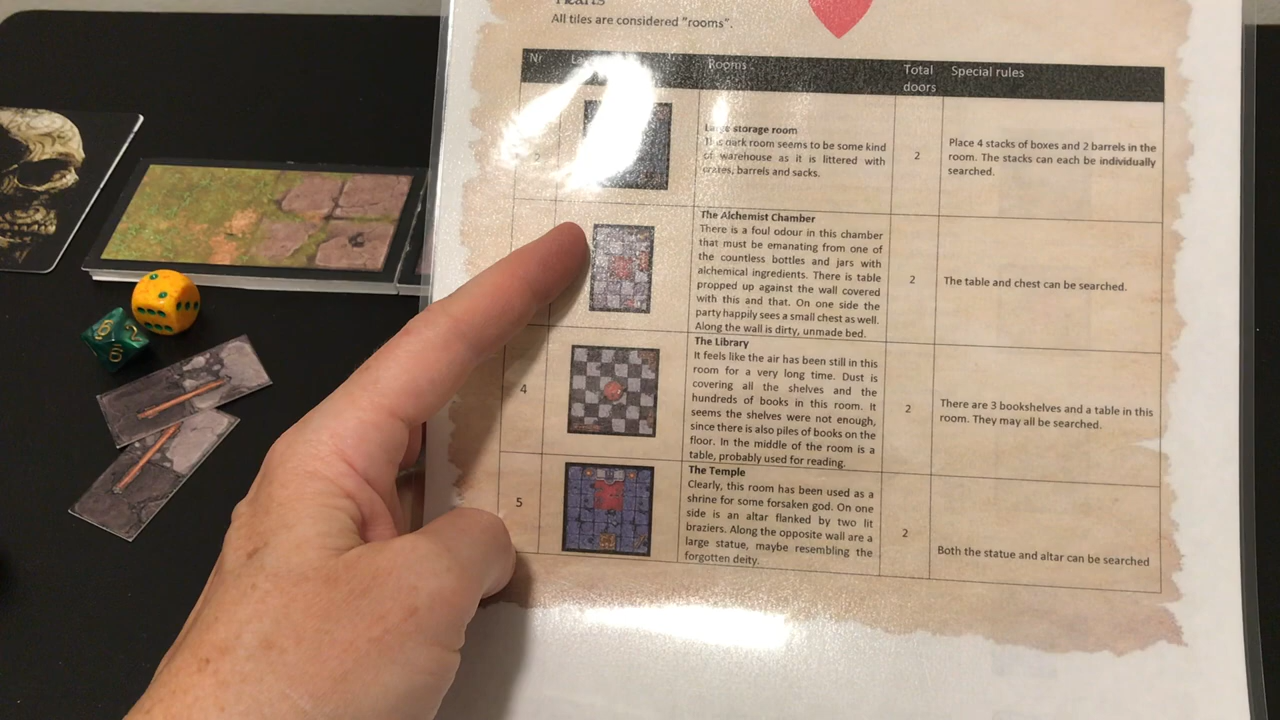 Hearts
All tiles are considered "rooms".
Nr
Rooms
Total
doors
Special rules
2
Large storage room
This dark room seems to be some kind
of warehouse as it is littered with
crates, barrels and sacks.
2
Place 4 stacks of boxes and 2 barrels in the
room. The stacks can each be individually
searched.
The Alchemist Chamber
There is a foul odour in this chamber
that must be emanating from one of
the countless bottles and jars with
alchemical ingredients. There is table
propped up against the wall covered
with this and that. On one side the
party happily sees a small chest as well.
Along the wall is dirty, unmade bed.
2
The table and chest can be searched.
4
The Library
It feels like the air has been still in this
room for a very long time. Dust is
covering all the shelves and the
hundreds of books in this room. It
seems the shelves were not enough,
since there is also piles of books on the
floor. In the middle of the room is a
table, probably used for reading.
2
There are 3 bookshelves and a table in this
room. They may all be searched.
5
The Temple
Clearly, this room has been used as a
shrine for some forsaken god. On one
side is an altar flanked by two lit
braziers. Along the opposite wall are a
large statue, maybe resembling the
forgotten deity.
2
Both the statue and altar can be searched